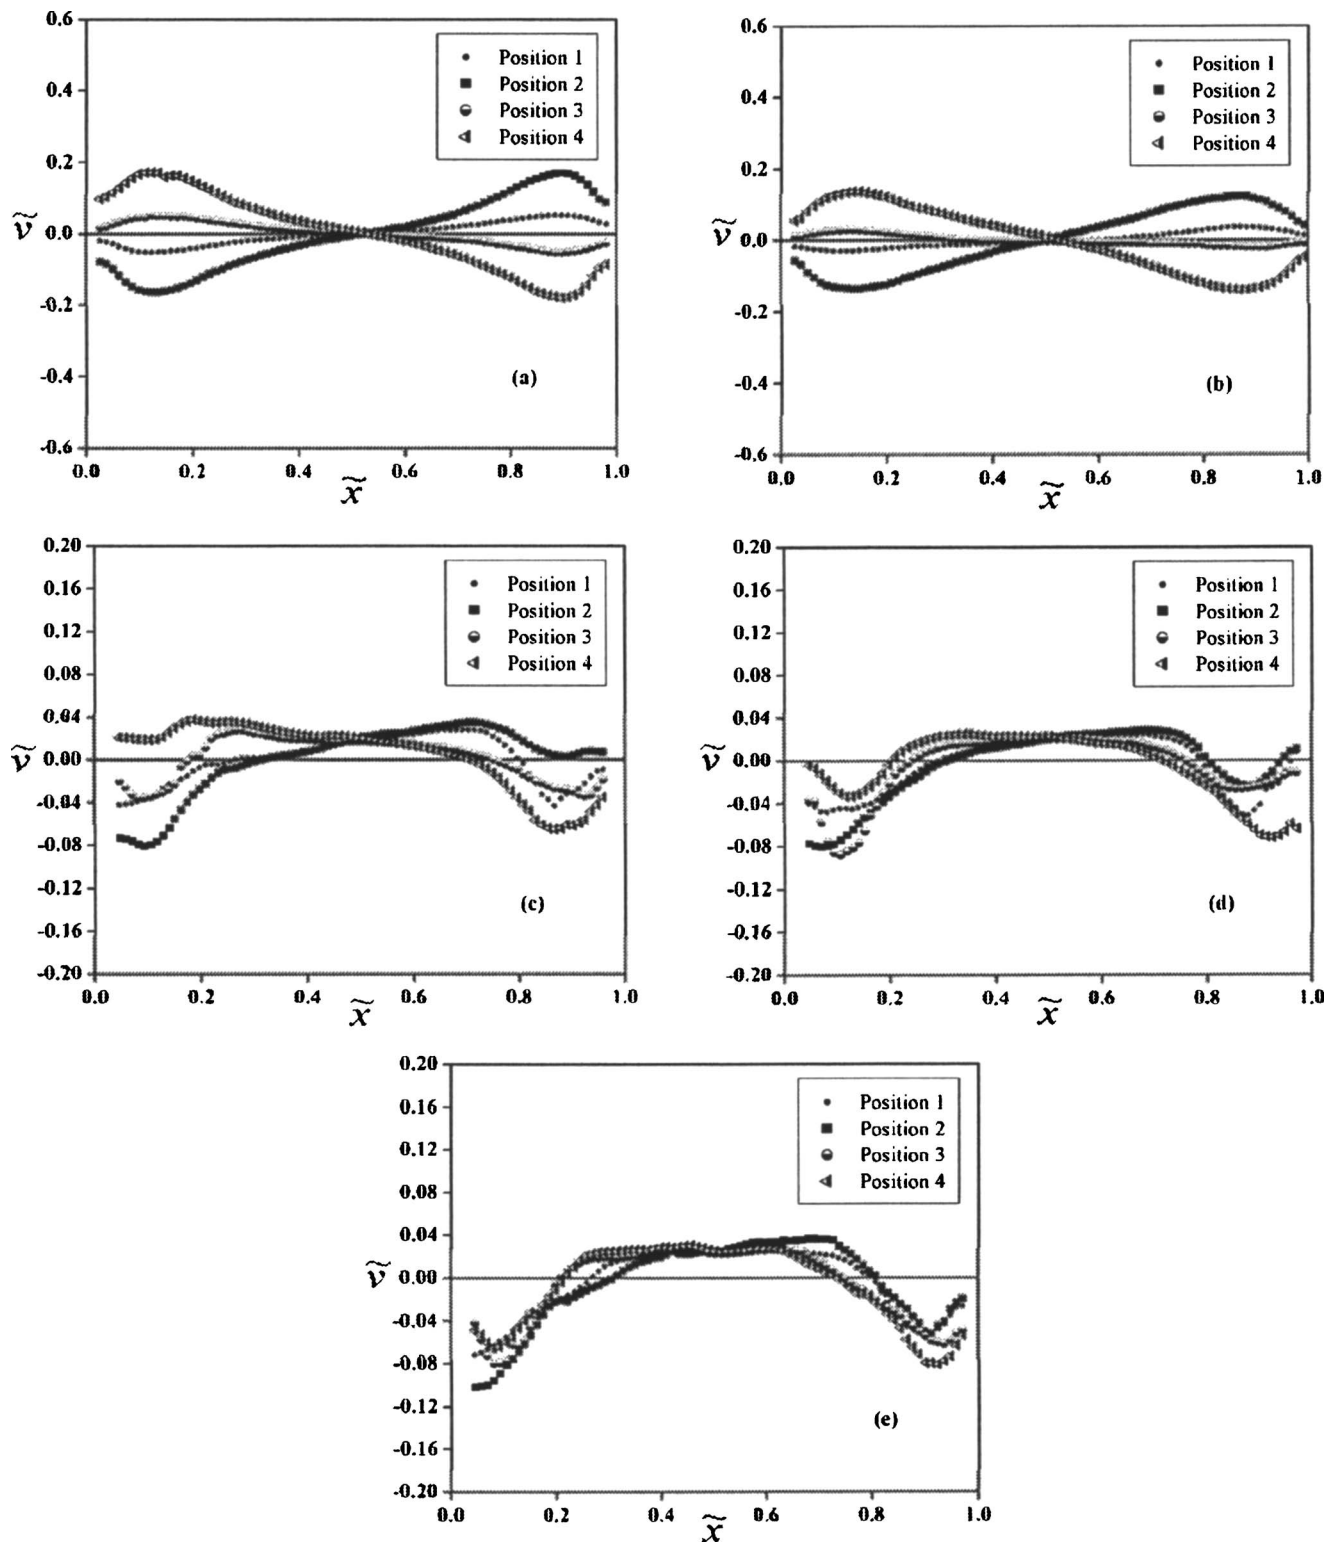 0.6
0.4
0.2
0.0
-0.2
-0.4
-0.6
ṽ
Position 1
Position 2
Position 3
Position 4
(a)
0.0 0.2 0.4 0.6 0.8 1.0
x̃
0.6
0.4
0.2
0.0
-0.2
-0.4
-0.6
ṽ
Position 1
Position 2
Position 3
Position 4
(b)
0.0 0.2 0.4 0.6 0.8 1.0
x̃
0.20
0.16
0.12
0.08
0.04
0.00
-0.04
-0.08
-0.12
-0.16
-0.20
ṽ
Position 1
Position 2
Position 3
Position 4
(c)
0.0 0.2 0.4 0.6 0.8 1.0
x̃
0.20
0.16
0.12
0.08
0.04
0.00
-0.04
-0.08
-0.12
-0.16
-0.20
ṽ
Position 1
Position 2
Position 3
Position 4
(d)
0.0 0.2 0.4 0.6 0.8 1.0
x̃
0.20
0.16
0.12
0.08
0.04
0.00
-0.04
-0.08
-0.12
-0.16
-0.20
ṽ
Position 1
Position 2
Position 3
Position 4
(e)
0.0 0.2 0.4 0.6 0.8 1.0
x̃